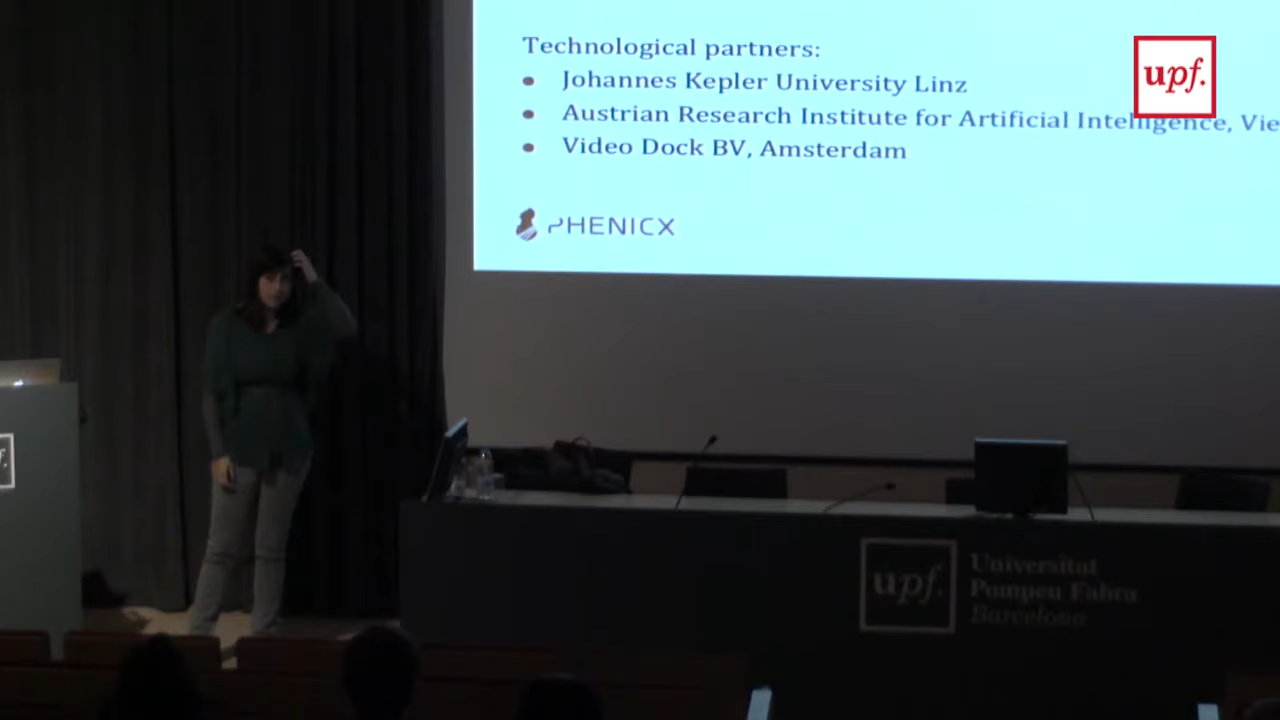 Technological partners:
Johannes Kepler University Linz
Austrian Research Institute for Artificial Intelligence, Vie
Video Dock BV, Amsterdam
PHENICX
upf.
f.
upf.
Universitat
Pompeu Fabra
Barcelona